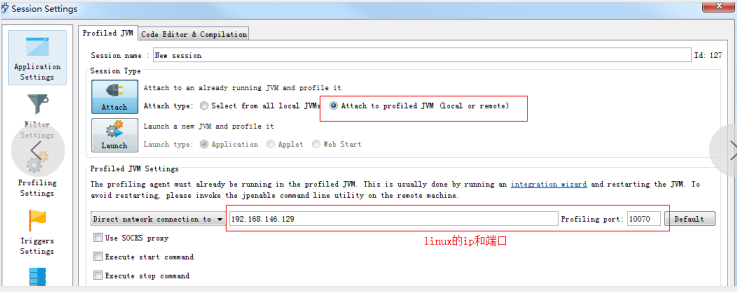 Session Settings
Profiled JVM Code Editor & Compilation
Application Settings
Filter Settings
Profiling Settings
Triggers Settings
Session name : New session Id: 127
Session Type
Attach
Attach to an already running JVM and profile it
Attach type: Select from all local JVMs Attach to profiled JVM (local or remote)
Launch
Launch a new JVM and profile it
Launch type: Application Applet Web Start
Profiled JVM Settings
The profiling agent must already be running in the profiled JVM. This is usually done by running an integration wizard and restarting the JVM. To
avoid restarting, please invoke the jpenable command line utility on the remote machine.
Direct network connection to 192.168.146.129 Profiling port: 10070 Default
linux的ip和端口
Use SOCKS proxy
Execute start command
Execute stop command